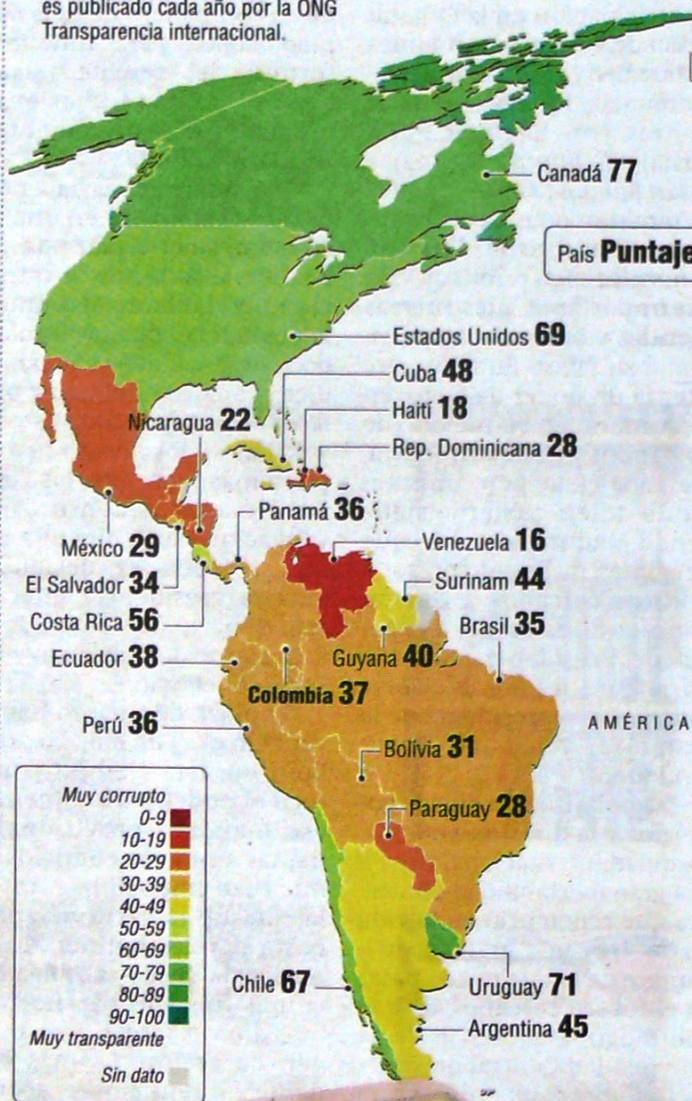 es publicado cada año por la ONG
Transparencia internacional.
Canadá 77
País Puntaje
Estados Unidos 69
Cuba 48
Haití 18
Nicaragua 22
Rep. Dominicana 28
Panamá 36
México 29
Venezuela 16
El Salvador 34
Surinam 44
Costa Rica 56
Brasil 35
Ecuador 38
Guyana 40
Colombia 37
Perú 36
AMÉRICA
Bolivia 31
Muy corrupto
0-9
10-19
20-29
30-39
40-49
50-59
60-69
70-79
80-89
90-100
Muy transparente
Sin dato
Paraguay 28
Chile 67
Uruguay 71
Argentina 45